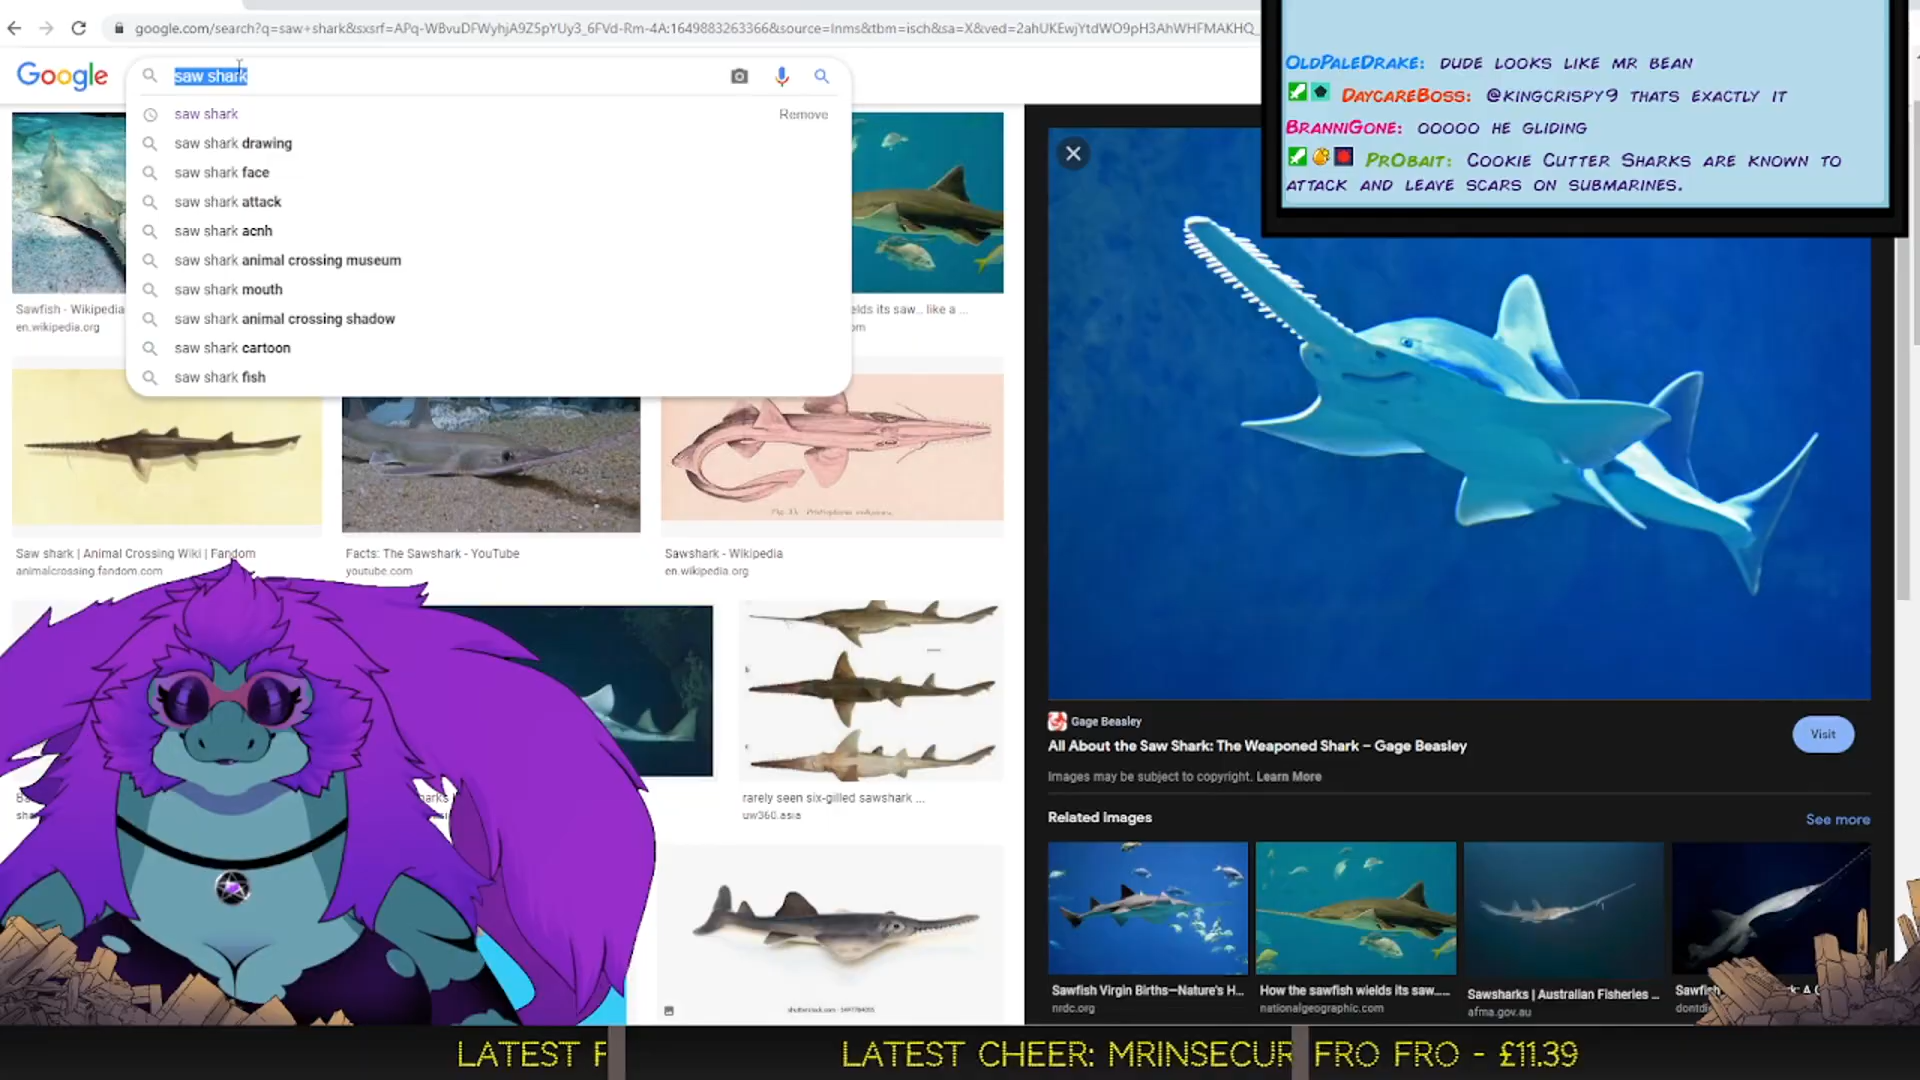 google.com/search?q=saw+shark&sxsrf=APq-WBvuDFWyhjA9Z5pYUy3_6FVd-Rm-4A:1649883263366&source=lnms&tbm=isch&sa=X&ved=2ahUKEwjYtdWO9pH3AhWHFMAKHQ_
Google
saw shark
saw shark
Remove
saw shark drawing
saw shark face
saw shark attack
saw shark acnh
saw shark animal crossing museum
saw shark mouth
saw shark animal crossing shadow
saw shark cartoon
saw shark fish
OldPaleDrake: dude looks like mr bean
DaycareBoss: @kingcrispy9 thats exactly it
BranniGone: ooooo he gliding
Pr0bait: Cookie Cutter Sharks are known to
attack and leave scars on submarines.
Sawfish - Wikipedia
en.wikipedia.org
elds its saw... like a ...
om
Saw shark | Animal Crossing Wiki | Fandom
animalcrossing.fandom.com
Facts: The Sawshark - YouTube
youtube.com
Sawshark - Wikipedia
en.wikipedia.org
rarely seen six-gilled sawshark ...
uw360.asia
Gage Beasley
All About the Saw Shark: The Weaponed Shark – Gage Beasley
Visit
Images may be subject to copyright. Learn More
Related images
See more
Sawfish Virgin Births—Nature's H...
nrdc.org
How the sawfish wields its saw......
nationalgeographic.com
Sawsharks | Australian Fisheries ...
afma.gov.au
LATEST F
LATEST CHEER: MRINSECUR
FRO FRO - £11.39